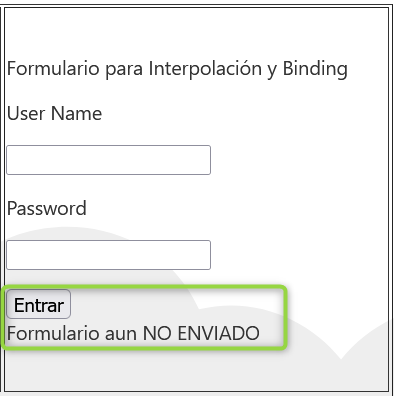 Formulario para Interpolación y Binding
User Name
Password
Entrar
Formulario aun NO ENVIADO